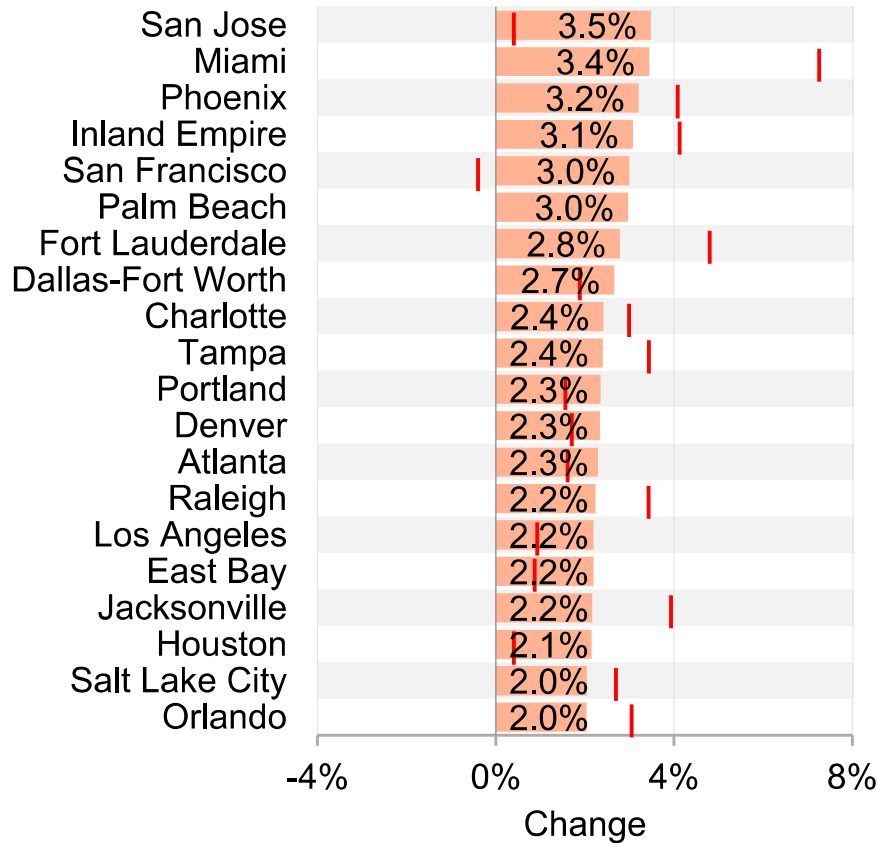 San Jose 3.5%
Miami 3.4%
Phoenix 3.2%
Inland Empire 3.1%
San Francisco 3.0%
Palm Beach 3.0%
Fort Lauderdale 2.8%
Dallas-Fort Worth 2.7%
Charlotte 2.4%
Tampa 2.4%
Portland 2.3%
Denver 2.3%
Atlanta 2.3%
Raleigh 2.2%
Los Angeles 2.2%
East Bay 2.2%
Jacksonville 2.2%
Houston 2.1%
Salt Lake City 2.0%
Orlando 2.0%
-4% 0% 4% 8%
Change